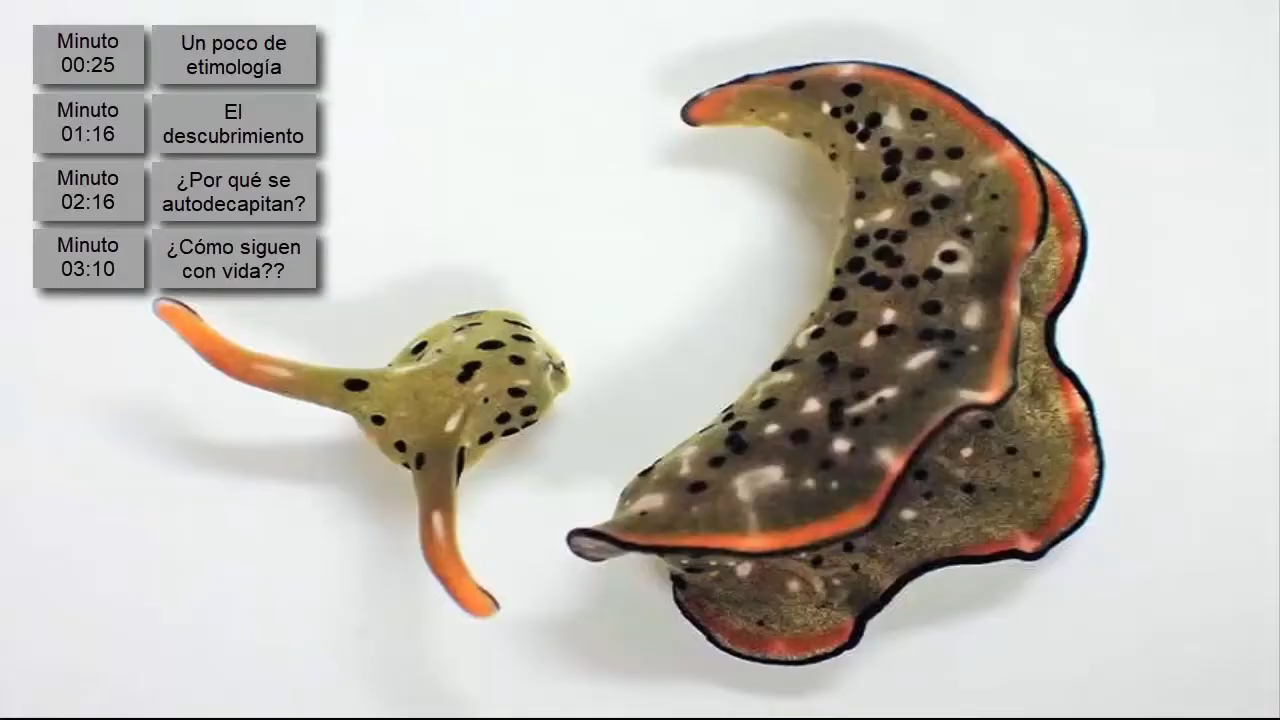 Minuto
00:25
Un poco de
etimología
Minuto
01:16
El
descubrimiento
Minuto
02:16
¿Por qué se
autodecapitan?
Minuto
03:10
¿Cómo siguen
con vida??